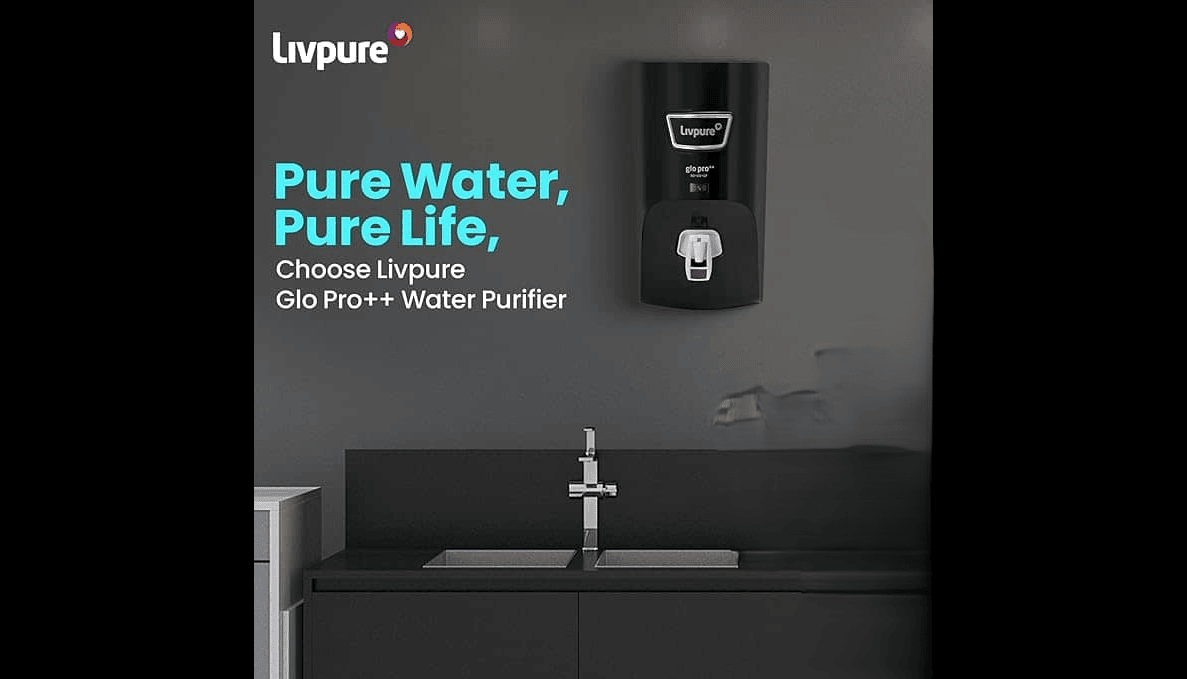 Livpure
Pure Water,
Pure Life,
Choose Livpure
Glo Pro++ Water Purifier
Livpure
glo pro++